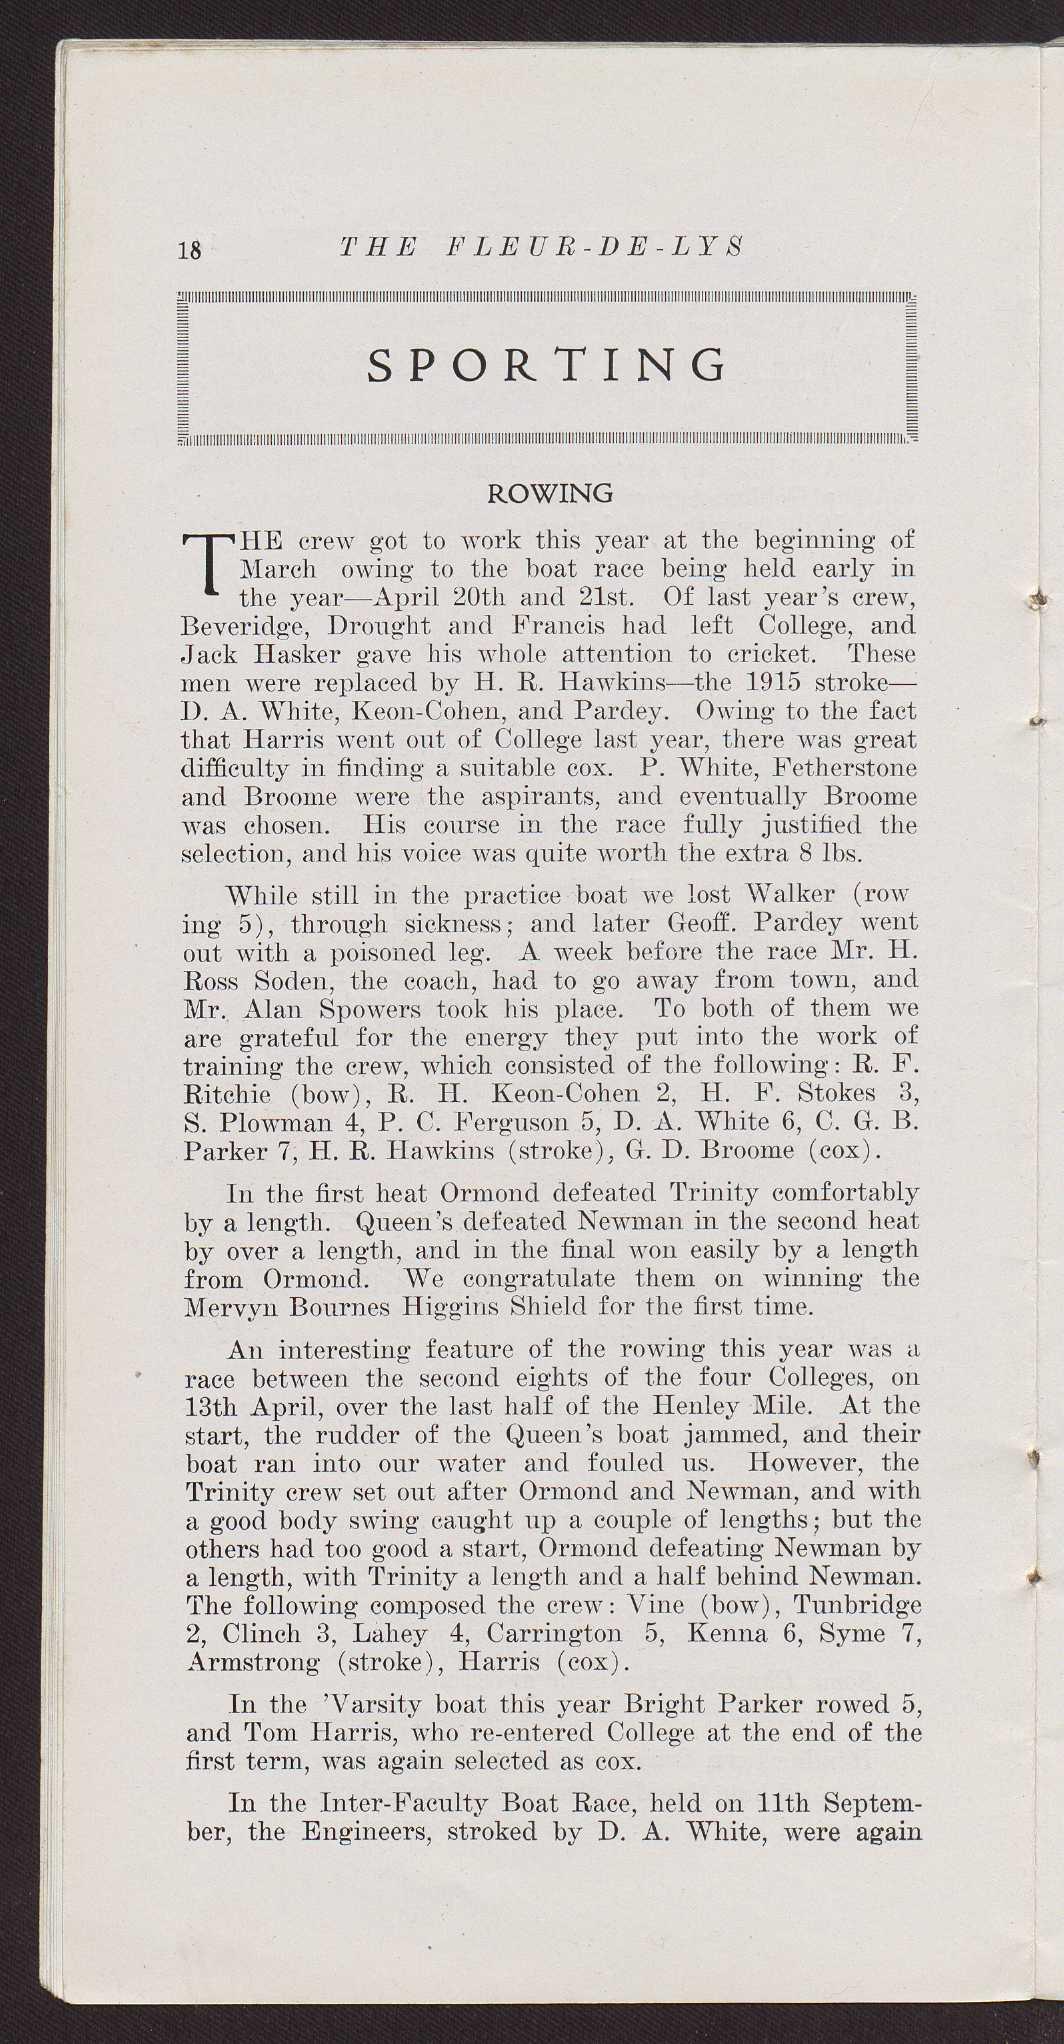 18 THE FLEUR-DE-LYS
SPORTING
ROWING
THE crew got to work this year at the beginning of
March owing to the boat race being held early in
the year—April 20th and 21st. Of last year's crew,
Beveridge, Drought and Francis had left College, and
Jack Hasker gave his whole attention to cricket. These
men were replaced by H. R. Hawkins—the 1915 stroke—
D. A. White, Keon-Cohen, and Pardey. Owing to the fact
that Harris went out of College last year, there was great
difficulty in finding a suitable cox. P. White, Fetherstone
and Broome were the aspirants, and eventually Broome
was chosen. His course in the race fully justified the
selection, and his voice was quite worth the extra 8 lbs.
While still in the practice boat we lost Walker (row
ing 5), through sickness; and later Geoff. Pardey went
out with a poisoned leg. A week before the race Mr. H.
Ross Soden, the coach, had to go away from town, and
Mr. Alan Spowers took his place. To both of them we
are grateful for the energy they put into the work of
training the crew, which consisted of the following: R. F.
Ritchie (bow), R. H. Keon-Cohen 2, H. F. Stokes 3,
S. Plowman 4, P. C. Ferguson 5, D. A. White 6, C. G. B.
Parker 7, H. R. Hawkins (stroke), G. D. Broome (cox).
In the first heat Ormond defeated Trinity comfortably
by a length. Queen's defeated Newman in the second heat
by over a length, and in the final won easily by a length
from Ormond. We congratulate them on winning the
Mervyn Bournes Higgins Shield for the first time.
An interesting feature of the rowing this year was a
race between the second eights of the four Colleges, on
13th April, over the last half of the Henley Mile. At the
start, the rudder of the Queen's boat jammed, and their
boat ran into our water and fouled us. However, the
Trinity crew set out after Ormond and Newman, and with
a good body swing caught up a couple of lengths; but the
others had too good a start, Ormond defeating Newman by
a length, with Trinity a length and a half behind Newman.
The following composed the crew: Vine (bow), Tunbridge
2, Clinch 3, Lahey 4, Carrington 5, Kenna 6, Syme 7,
Armstrong (stroke), Harris (cox).
In the 'Varsity boat this year Bright Parker rowed 5,
and Tom Harris, who re-entered College at the end of the
first term, was again selected as cox.
In the Inter-Faculty Boat Race, held on 11th Septem-
ber, the Engineers, stroked by D. A. White, were again